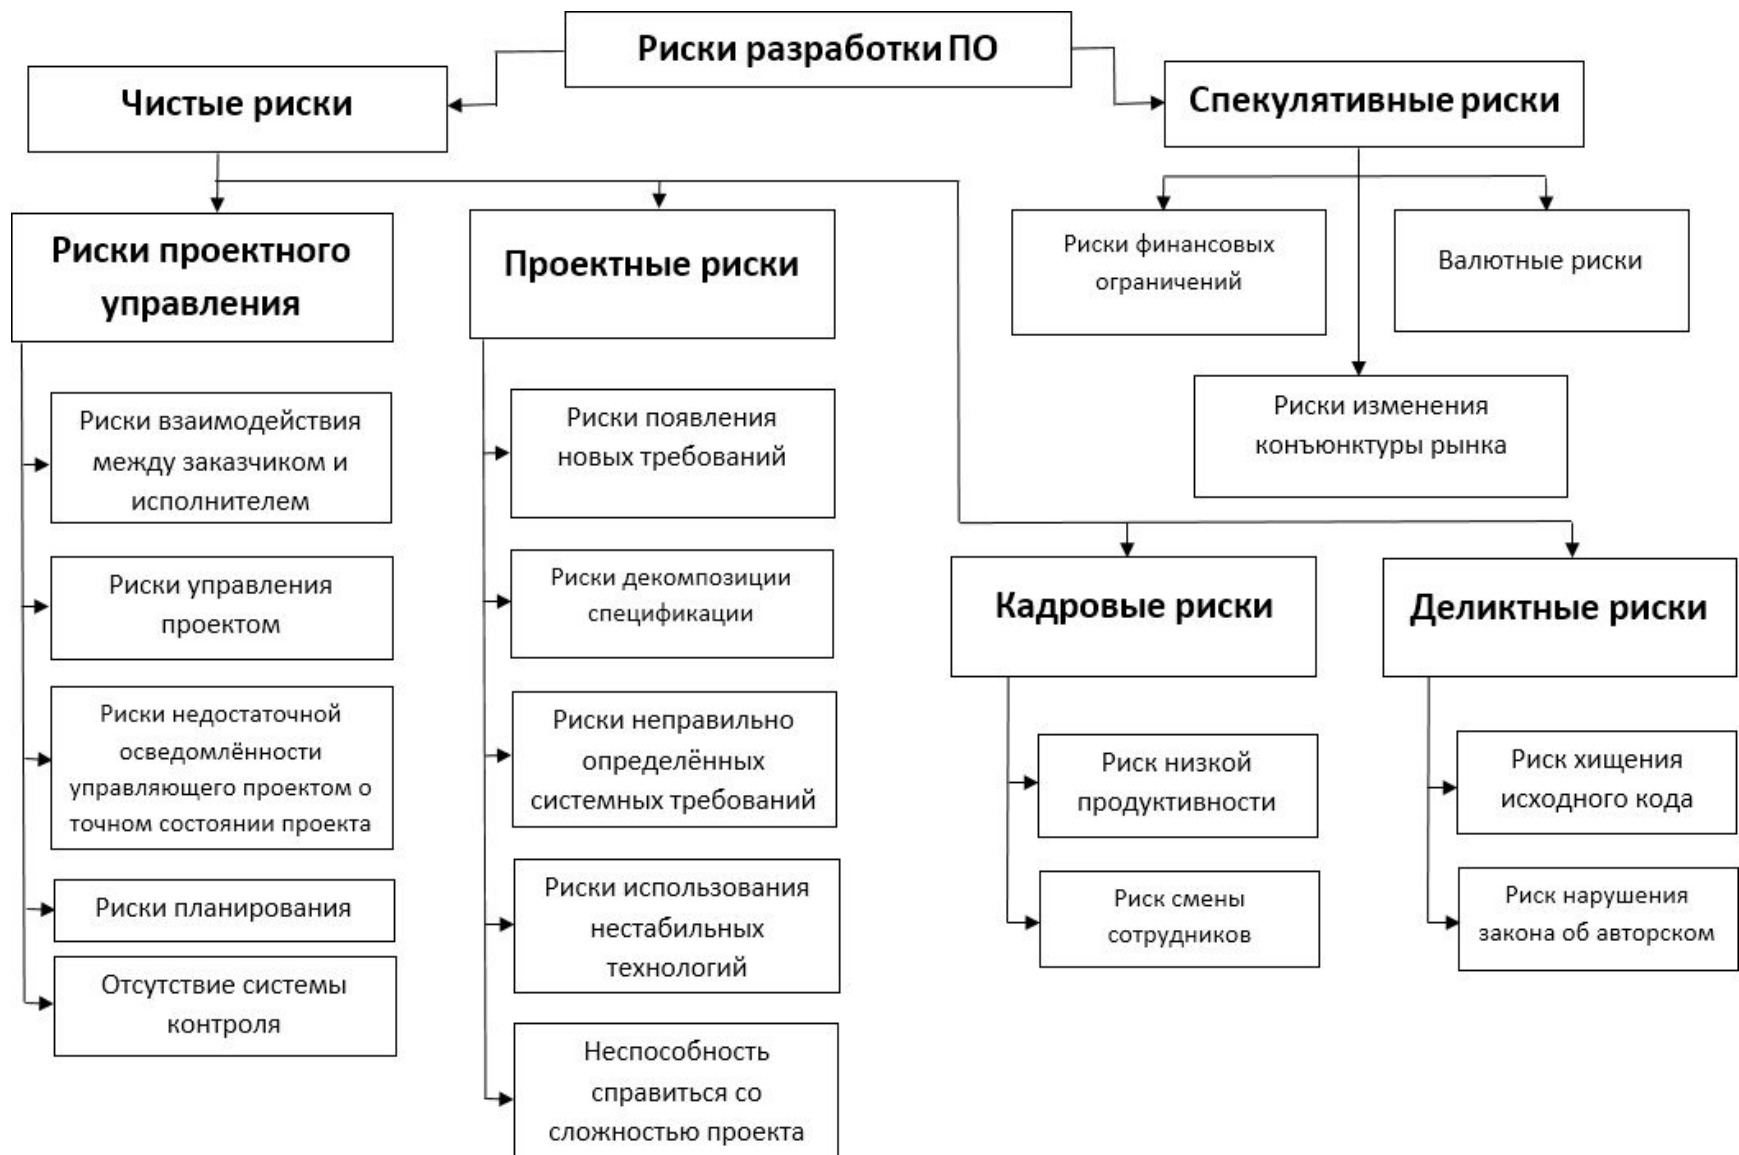 Риски разработки ПО
Чистые риски
Спекулятивные риски
Риски проектного
управления
Проектные риски
Риски финансовых
ограничений
Валютные риски
Риски изменения
конъюнктуры рынка
Риски взаимодействия
между заказчиком и
исполнителем
Риски управления
проектом
Риски недостаточной
осведомлённости
управляющего проектом о
точном состоянии проекта
Риски планирования
Отсутствие системы
контроля
Риски появления
новых требований
Риски декомпозиции
спецификации
Риски неправильно
определённых
системных требований
Риски использования
нестабильных
технологий
Неспособность
справиться со
сложностью проекта
Кадровые риски
Деликтные риски
Риск низкой
продуктивности
Риск смены
сотрудников
Риск хищения
исходного кода
Риск нарушения
закона об авторском